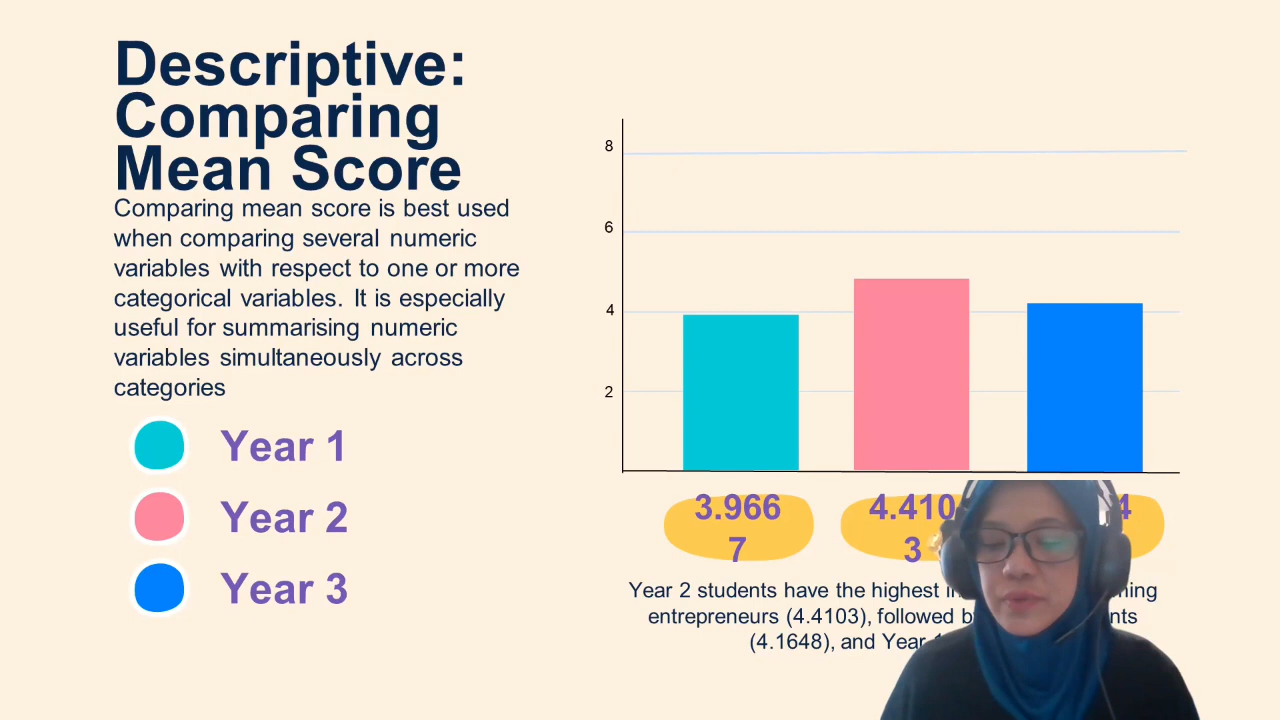 Descriptive:
Comparing
Mean Score
Comparing mean score is best used
when comparing several numeric
variables with respect to one or more
categorical variables. It is especially
useful for summarising numeric
variables simultaneously across
categories
Year 1
Year 2
Year 3
8
6
4
2
3.966
7
4.410
3
4
Year 2 students have the highest
entrepreneurs (4.4103), followed
(4.1648), and Year